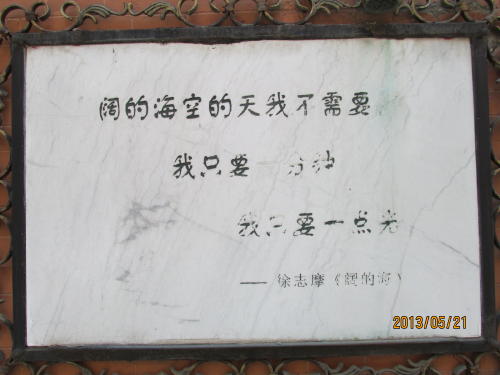 阔的海空的天我不需要
我只要一分钟
我只要一点光
——徐志摩《阔的海》
2013/05/21